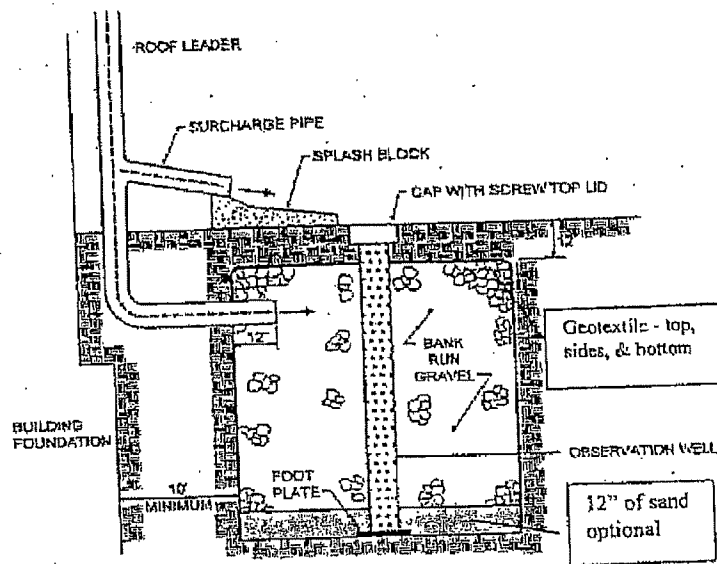 ROOF LEADER
SURCHARGE PIPE
SPLASH BLOCK
CAP WITH SCREW TOP LID
12"
12"
Geotextile - top,
sides, & bottom
BANK
RUN
GRAVEL
BUILDING
FOUNDATION
OBSERVATION WELL
10'
MINIMUM
FOOT
PLATE
12" of sand
optional